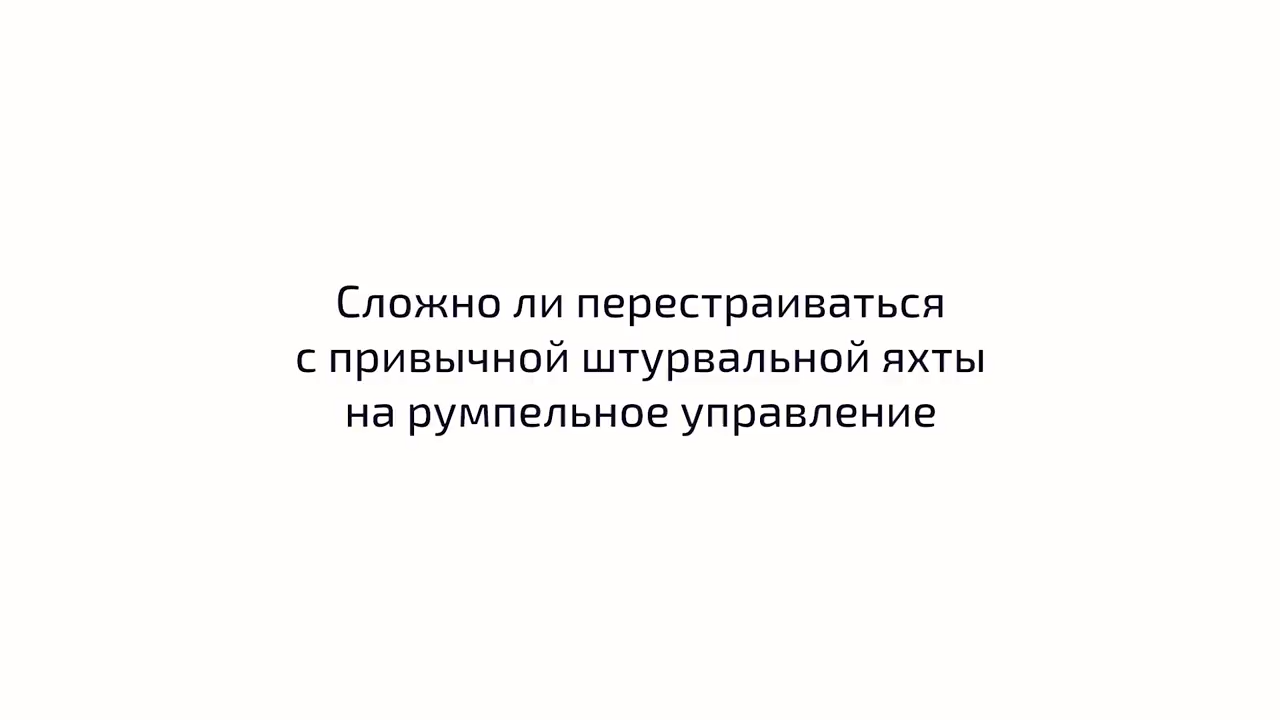 Сложно ли перестраиваться
с привычной штурвальной яхты
на румпельное управление